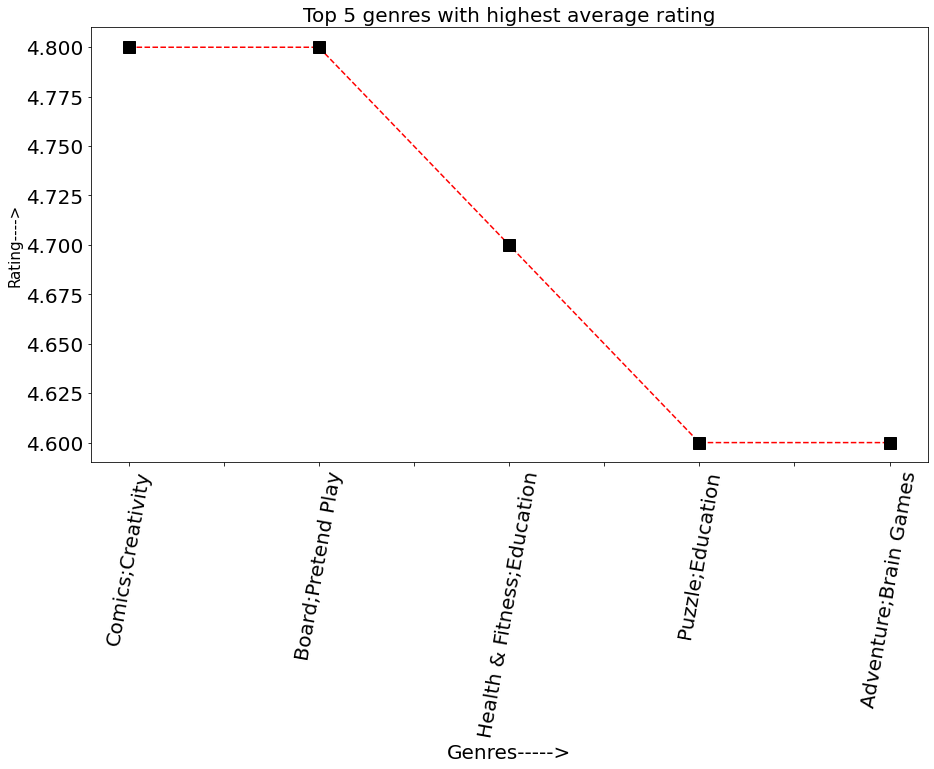 Top 5 genres with highest average rating
4.800
4.775
4.750
4.725
4.700
4.675
4.650
4.625
4.600
Rating---->
Comics;Creativity
Board;Pretend Play
Health & Fitness;Education
Puzzle;Education
Adventure;Brain Games
Genres----->